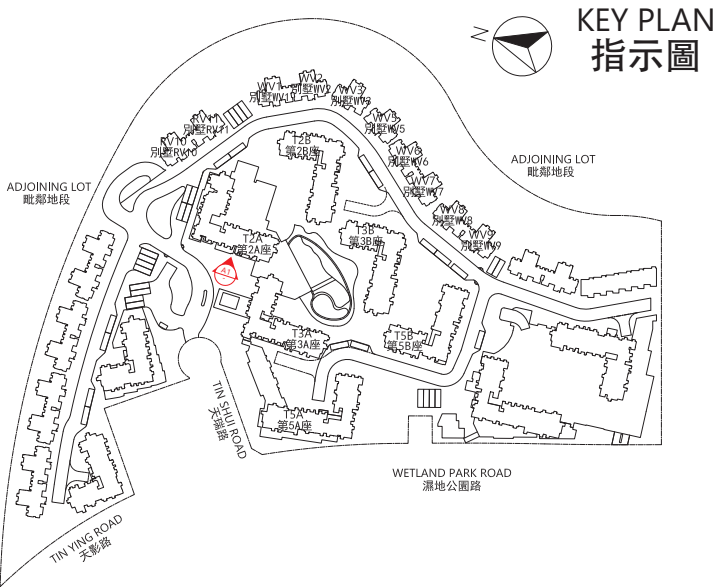 KEY PLAN
指示圖
N
WV1
別墅WV1
WV2
別墅WV2
WV3
別墅WV3
WV5
別墅WV5
RV11
別墅RV11
RV10
別墅RV10
WV6
別墅WV6
WV7
別墅WV7
WV8
別墅WV8
WV9
別墅WV9
ADJOINING LOT
毗鄰地段
ADJOINING LOT
毗鄰地段
T2B
第2B座
T2A
第2A座
T3B
第3B座
A1
T3A
第3A座
T5B
第5B座
T5A
第5A座
TIN SHUI ROAD
天瑞路
WETLAND PARK ROAD
濕地公園路
TIN YING ROAD
天影路